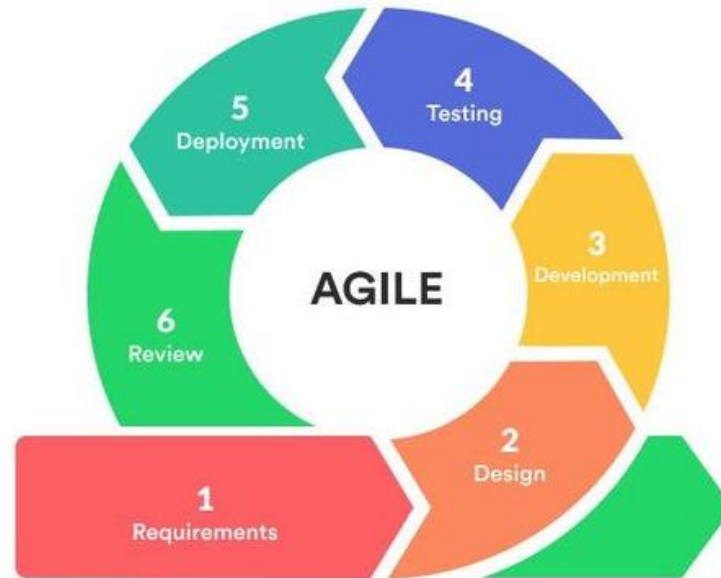 4
Testing
5
Deployment
3
Development
AGILE
6
Review
2
Design
1
Requirements